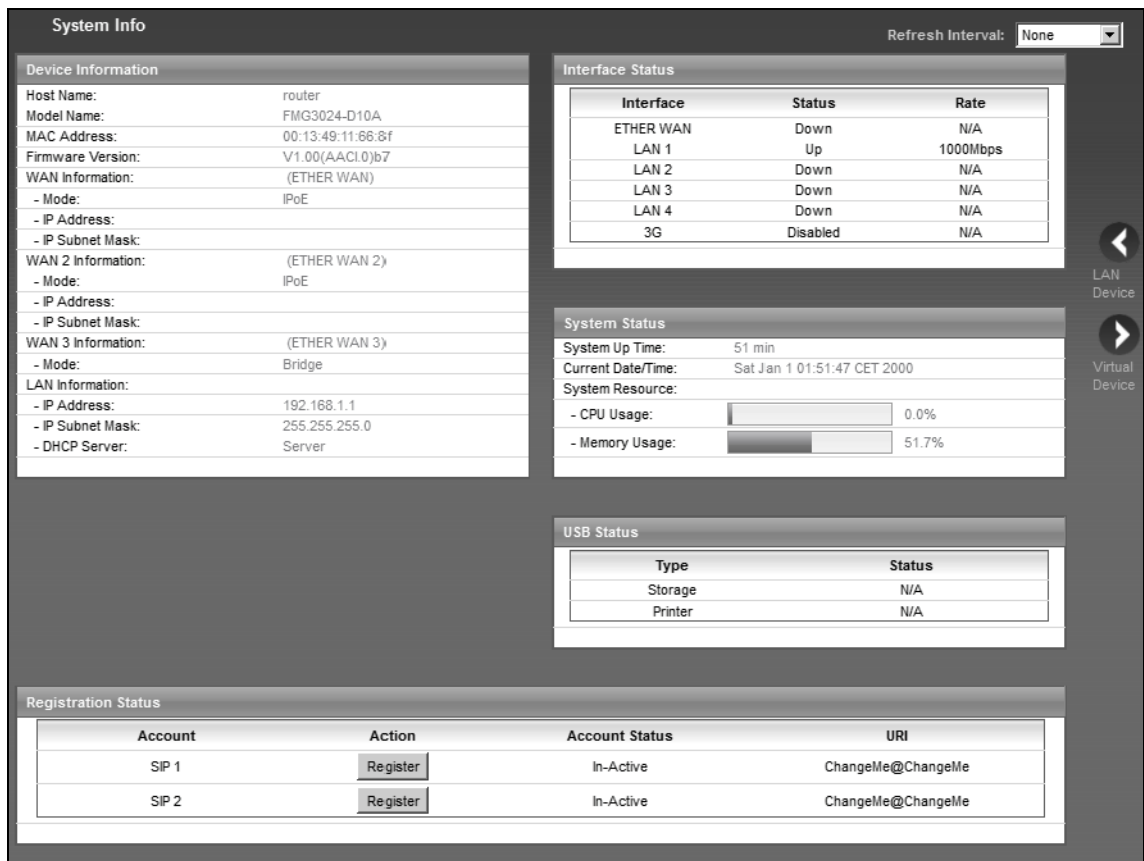 System Info
Refresh Interval: None
Device Information
Host Name: router
Model Name: FMG3024-D10A
MAC Address: 00:13:49:11:66:8f
Firmware Version: V1.00(AACI.0)b7
WAN Information: (ETHER WAN)
- Mode: IPoE
- IP Address:
- IP Subnet Mask:
WAN 2 Information: (ETHER WAN 2)
- Mode: IPoE
- IP Address:
- IP Subnet Mask:
WAN 3 Information: (ETHER WAN 3)
- Mode: Bridge
LAN Information:
- IP Address: 192.168.1.1
- IP Subnet Mask: 255.255.255.0
- DHCP Server: Server
Interface Status
Interface Status Rate
ETHER WAN Down N/A
LAN 1 Up 1000Mbps
LAN 2 Down N/A
LAN 3 Down N/A
LAN 4 Down N/A
3G Disabled N/A
LAN
Device
Virtual
Device
System Status
System Up Time: 51 min
Current Date/Time: Sat Jan 1 01:51:47 CET 2000
System Resource:
- CPU Usage: 0.0%
- Memory Usage: 51.7%
USB Status
Type Status
Storage N/A
Printer N/A
Registration Status
Account Action Account Status URI
SIP 1 Register In-Active ChangeMe@ChangeMe
SIP 2 Register In-Active ChangeMe@ChangeMe